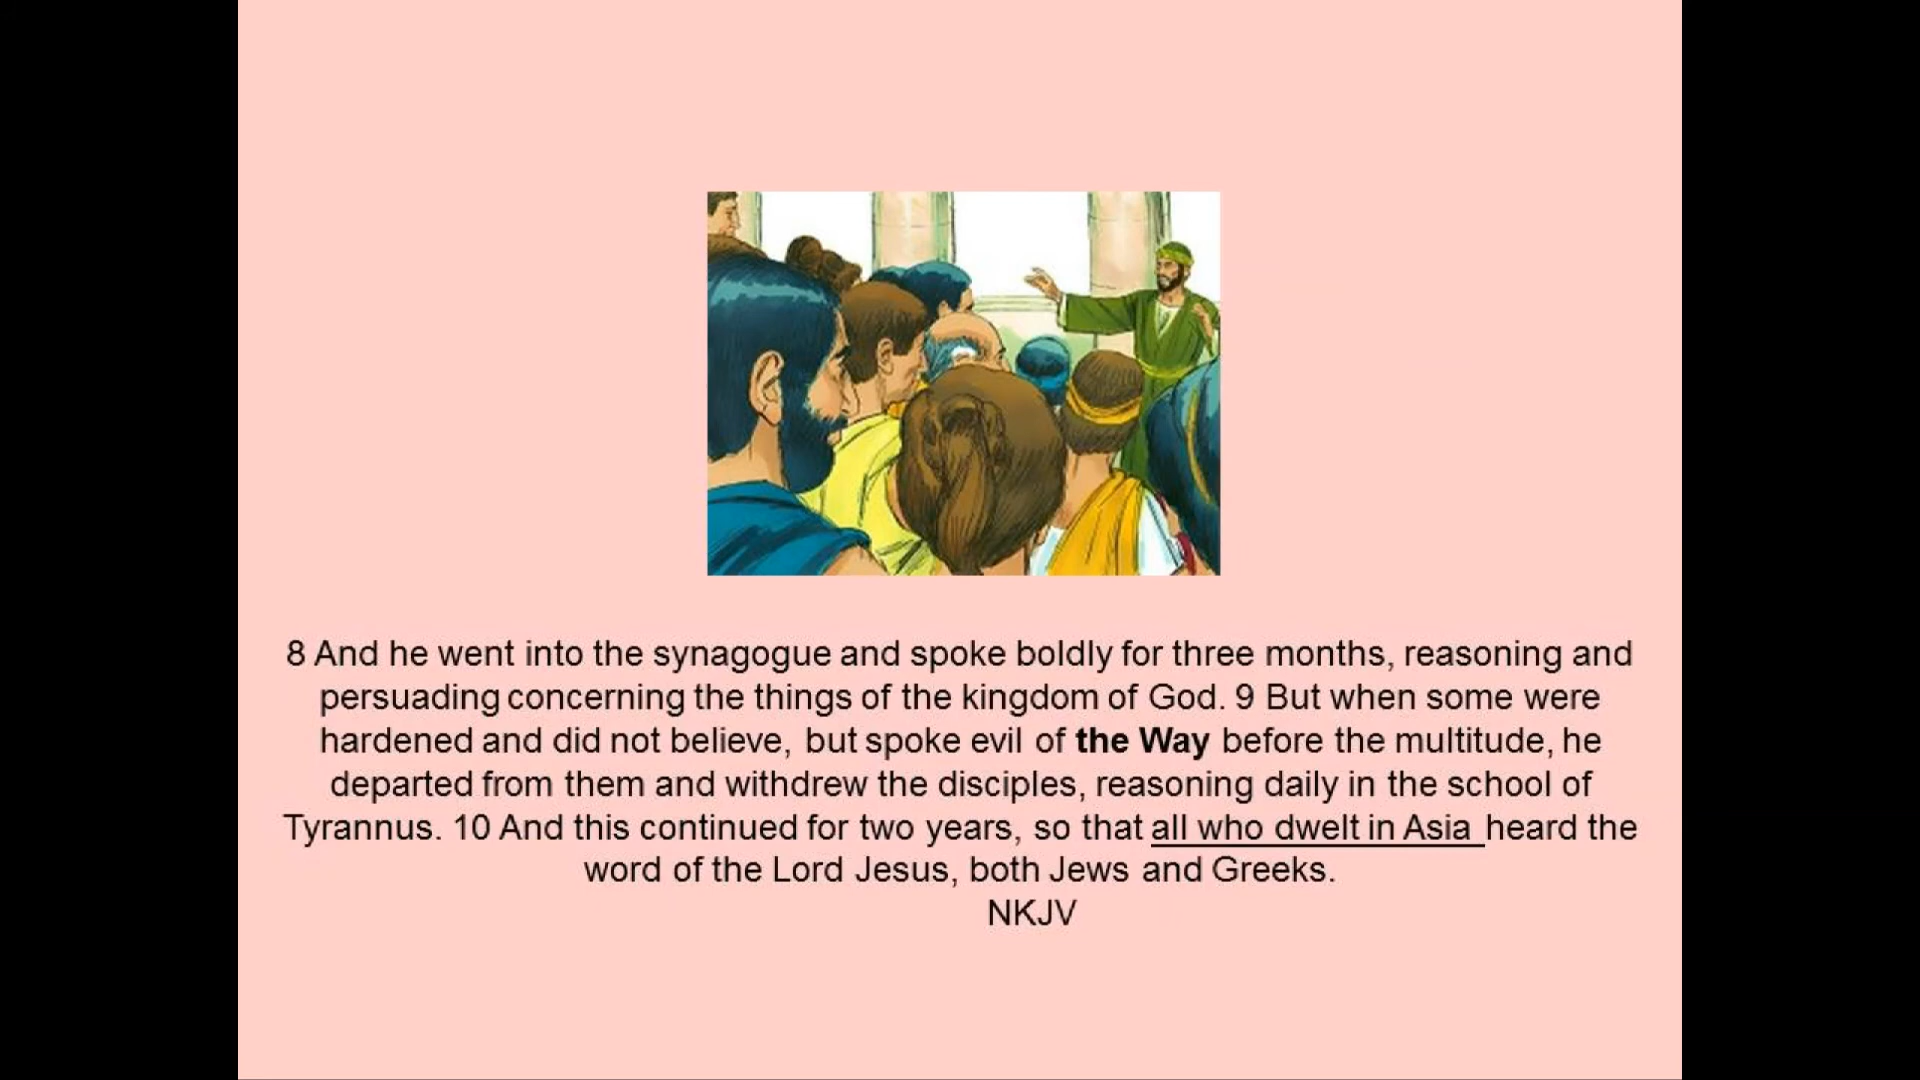 8 And he went into the synagogue and spoke boldly for three months, reasoning and
persuading concerning the things of the kingdom of God. 9 But when some were
hardened and did not believe, but spoke evil of the Way before the multitude, he
departed from them and withdrew the disciples, reasoning daily in the school of
Tyrannus. 10 And this continued for two years, so that all who dwelt in Asia heard the
word of the Lord Jesus, both Jews and Greeks.
NKJV